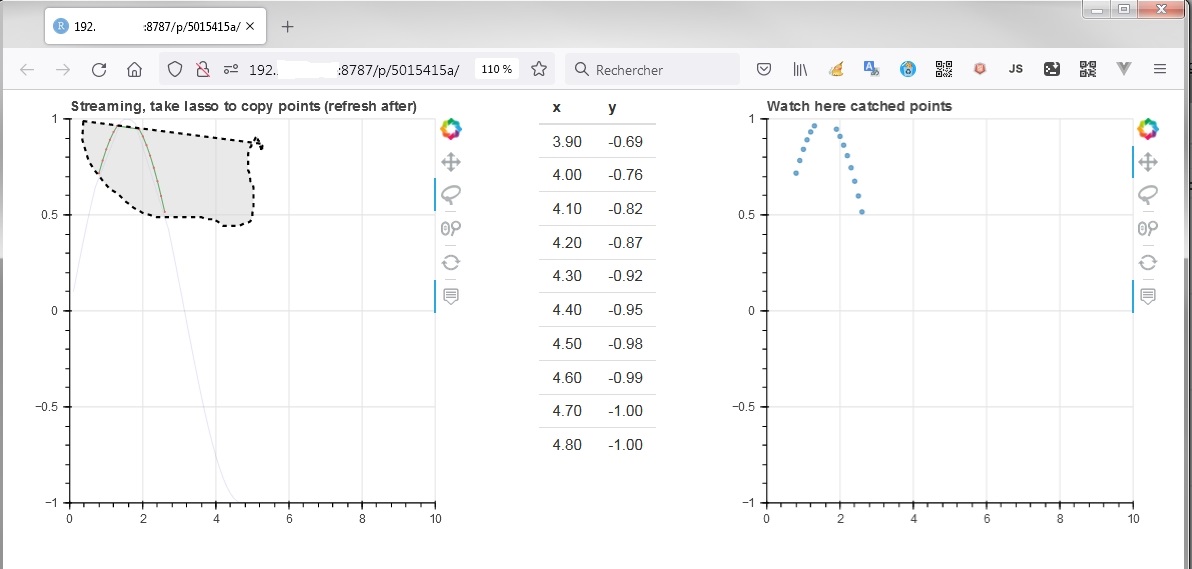 R 192. :8787/p/5015415a/
192. :8787/p/5015415a/ 110 % Rechercher JS
Streaming, take lasso to copy points (refresh after)
1
0.5
0
−0.5
−1
0 2 4 6 8 10
x y
3.90 -0.69
4.00 -0.76
4.10 -0.82
4.20 -0.87
4.30 -0.92
4.40 -0.95
4.50 -0.98
4.60 -0.99
4.70 -1.00
4.80 -1.00
Watch here catched points
1
0.5
0
−0.5
−1
0 2 4 6 8 10